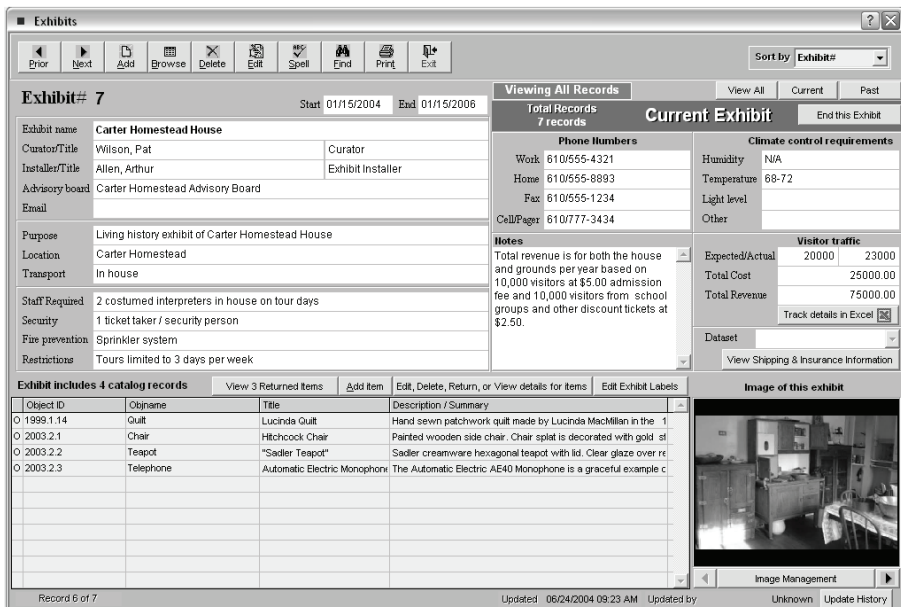 Exhibits
Prior Next Add Browse Delete Edit Spell Find Print Exit
Sort by Exhibit#
Exhibit# 7
Start 01/15/2004 End 01/15/2006
Exhibit name Carter Homestead House
Curator/Title Wilson, Pat Curator
Installer/Title Allen, Arthur Exhibit Installer
Advisory board Carter Homestead Advisory Board
Email
Purpose Living history exhibit of Carter Homestead House
Location Carter Homestead
Transport In house
Staff Required 2 costumed interpreters in house on tour days
Security 1 ticket taker / security person
Fire prevention Sprinkler system
Restrictions Tours limited to 3 days per week
Viewing All Records
View All Current Past
Total Records
7 records
Current Exhibit
End this Exhibit
Phone Numbers
Work 610/555-4321
Home 610/555-8893
Fax 610/555-1234
Cell/Pager 610/777-3434
Climate control requirements
Humidity N/A
Temperature 68-72
Light level
Other
Notes
Total revenue is for both the house
and grounds per year based on
10,000 visitors at $5.00 admission
fee and 10,000 visitors from school
groups and other discount tickets at
$2.50.
Visitor traffic
Expected/Actual 20000 23000
Total Cost 25000.00
Total Revenue 75000.00
Track details in Excel
Dataset
View Shipping & Insurance Information
Exhibit includes 4 catalog records
View 3 Returned Items Add item Edit, Delete, Return, or View details for items Edit Exhibit Labels
Image of this exhibit
Object ID Objname Title Description / Summary
O 1999.1.14 Quilt Lucinda Quilt Hand sewn patchwork quilt made by Lucinda MacMillan in the 1
O 2003.2.1 Chair Hitchcock Chair Painted wooden side chair. Chair splat is decorated with gold st
O 2003.2.2 Teapot "Sadler Teapot" Sadler creamware hexagonal teapot with lid. Clear glaze over re
O 2003.2.3 Telephone Automatic Electric Monophone The Automatic Electric AE40 Monophone is a graceful example o
Image Management
Record 6 of 7
Updated 06/24/2004 09:23 AM Updated by Unknown Update History